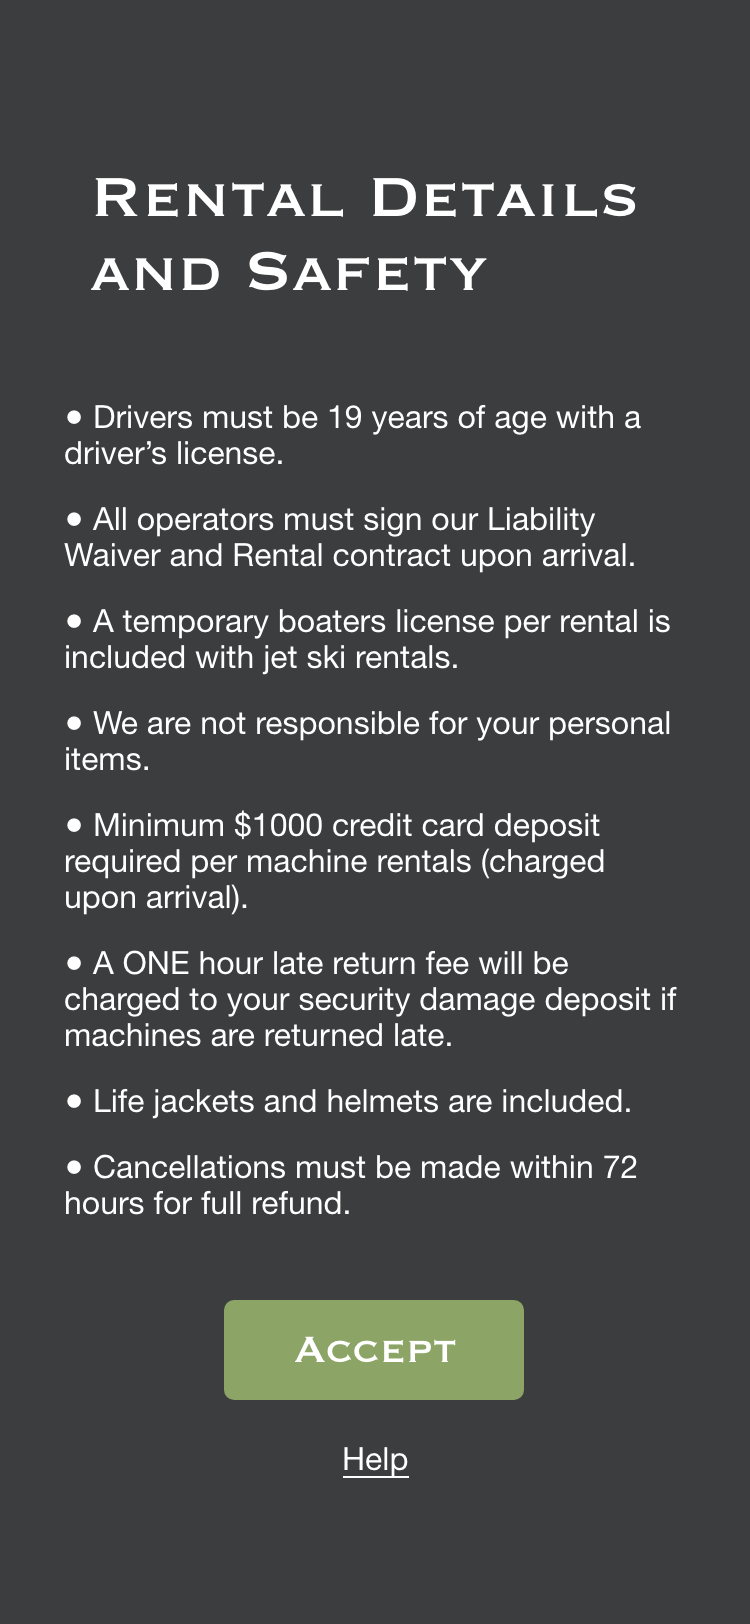 Rental Details
and Safety
● Drivers must be 19 years of age with a
driver’s license.
● All operators must sign our Liability
Waiver and Rental contract upon arrival.
● A temporary boaters license per rental is
included with jet ski rentals.
● We are not responsible for your personal
items.
● Minimum $1000 credit card deposit
required per machine rentals (charged
upon arrival).
● A ONE hour late return fee will be
charged to your security damage deposit if
machines are returned late.
● Life jackets and helmets are included.
● Cancellations must be made within 72
hours for full refund.
Accept
Help